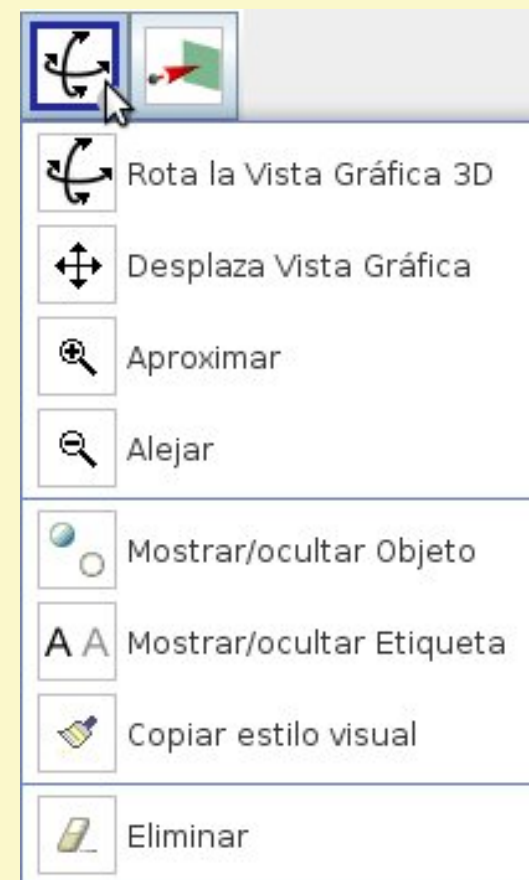 Rota la Vista Gráfica 3D
Desplaza Vista Gráfica
Aproximar
Alejar
Mostrar/ocultar Objeto
A A Mostrar/ocultar Etiqueta
Copiar estilo visual
Eliminar